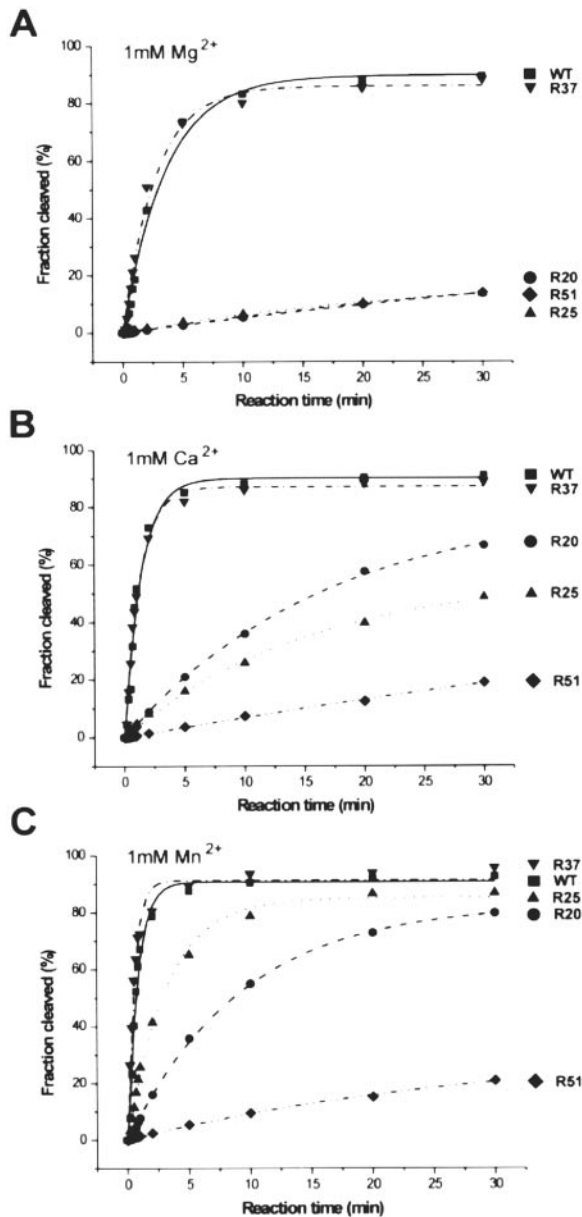 A
1mM Mg2+
100
80
60
40
20
0
Fraction cleaved (%)
0 5 10 15 20 25 30
Reaction time (min)
WT
R37
R20
R51
R25
B
1mM Ca2+
100
80
60
40
20
0
Fraction cleaved (%)
0 5 10 15 20 25 30
Reaction time (min)
WT
R37
R20
R25
R51
C
1mM Mn2+
100
80
60
40
20
0
Fraction cleaved (%)
0 5 10 15 20 25 30
Reaction time (min)
R37
WT
R25
R20
R51